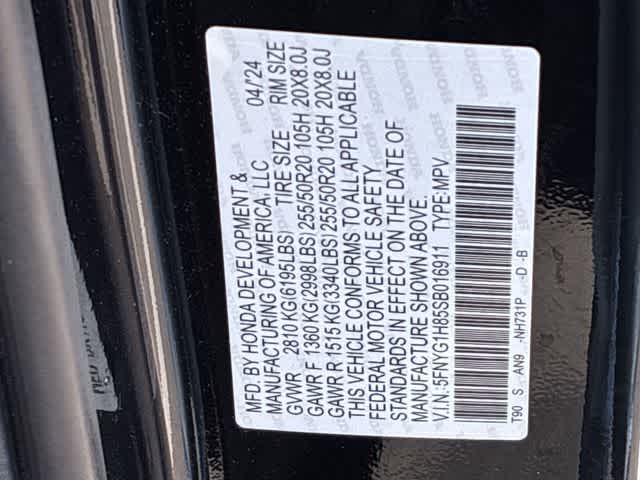 MFD. BY HONDA DEVELOPMENT &
MANUFACTURING OF AMERICA, LLC 04/24
GVWR 2810 KG(6195LBS) TIRE SIZE RIM SIZE
GAWR F 1360 KG(2998LBS) 255/50R20 105H 20X8.0J
GAWR R 1515 KG(3340LBS) 255/50R20 105H 20X8.0J
THIS VEHICLE CONFORMS TO ALL APPLICABLE
FEDERAL MOTOR VEHICLE SAFETY
STANDARDS IN EFFECT ON THE DATE OF
MANUFACTURE SHOWN ABOVE.
V.I.N:5FNYG1H85SB016911 TYPE:MPV
T90 S AN9 -NH731P -D -B